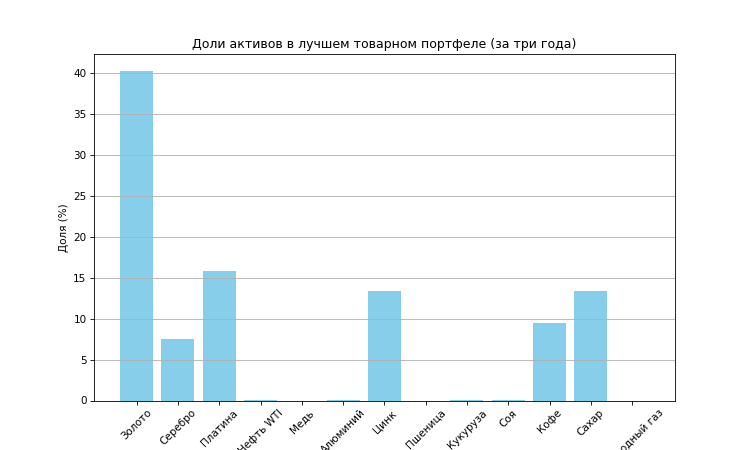 Доли активов в лучшем товарном портфеле (за три года)
Доля (%)
40
35
30
25
20
15
10
5
0
Золото
Серебро
Платина
Нефть WTI
Медь
Алюминий
Цинк
Пшеница
Кукуруза
Соя
Кофе
Сахар
газ